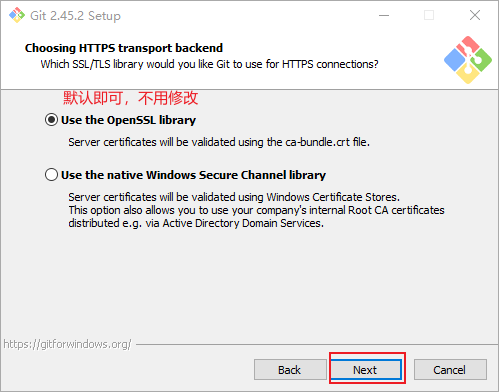 Git 2.45.2 Setup
Choosing HTTPS transport backend
Which SSL/TLS library would you like Git to use for HTTPS connections?
默认即可，不用修改
Use the OpenSSL library
Server certificates will be validated using the ca-bundle.crt file.
Use the native Windows Secure Channel library
Server certificates will be validated using Windows Certificate Stores.
This option also allows you to use your company's internal Root CA certificates
distributed e.g. via Active Directory Domain Services.
https://gitforwindows.org/
Back
Next
Cancel